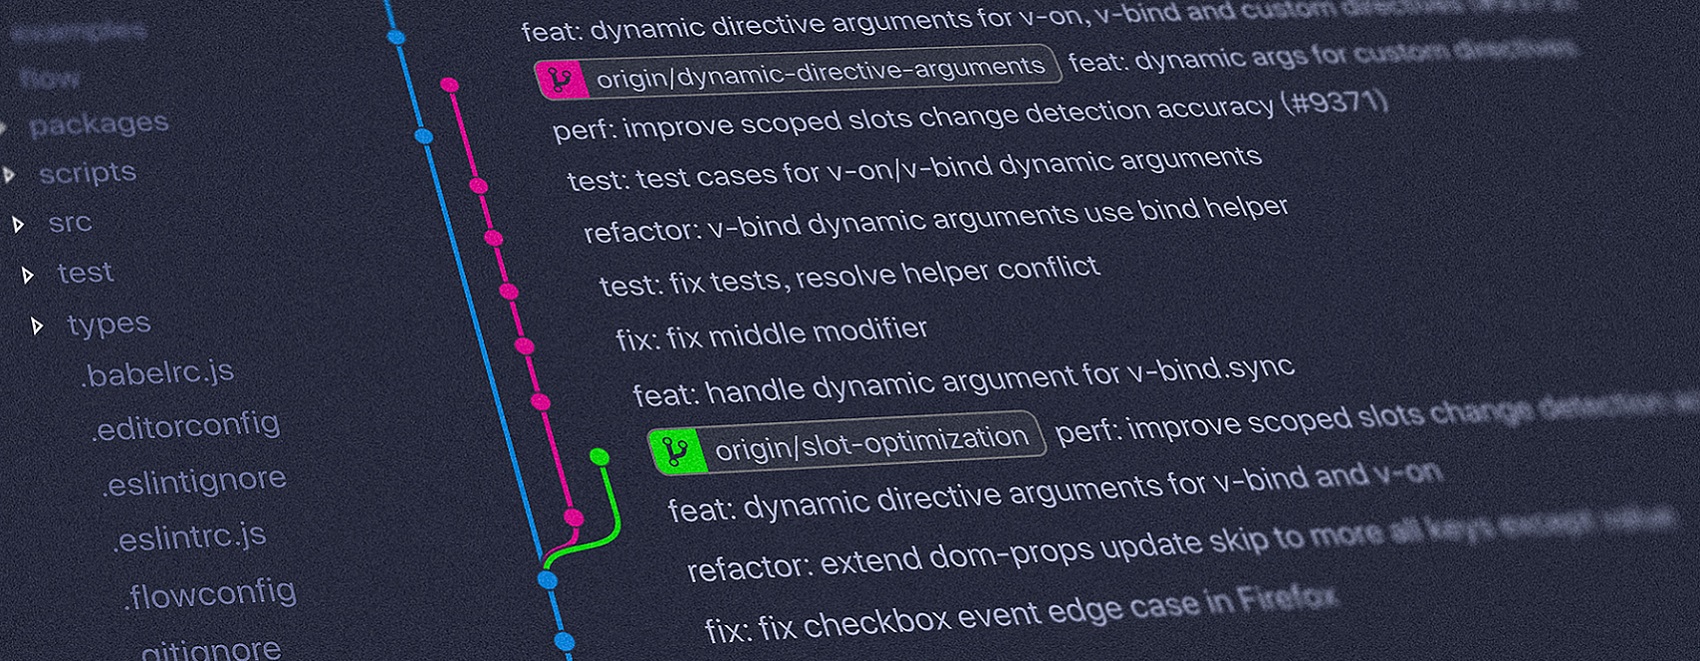 examples
flow
packages
scripts
src
test
types
.babelrc.js
.editorconfig
.eslintignore
.eslintrc.js
.flowconfig
.gitignore
feat: dynamic directive arguments for v-on, v-bind and custom directives
origin/dynamic-directive-arguments feat: dynamic args for custom directives
perf: improve scoped slots change detection accuracy (#9371)
test: test cases for v-on/v-bind dynamic arguments
refactor: v-bind dynamic arguments use bind helper
test: fix tests, resolve helper conflict
fix: fix middle modifier
feat: handle dynamic argument for v-bind.sync
origin/slot-optimization perf: improve scoped slots change detection
feat: dynamic directive arguments for v-bind and v-on
refactor: extend dom-props update skip to more all keys except value
fix: fix checkbox event edge case in Firefox